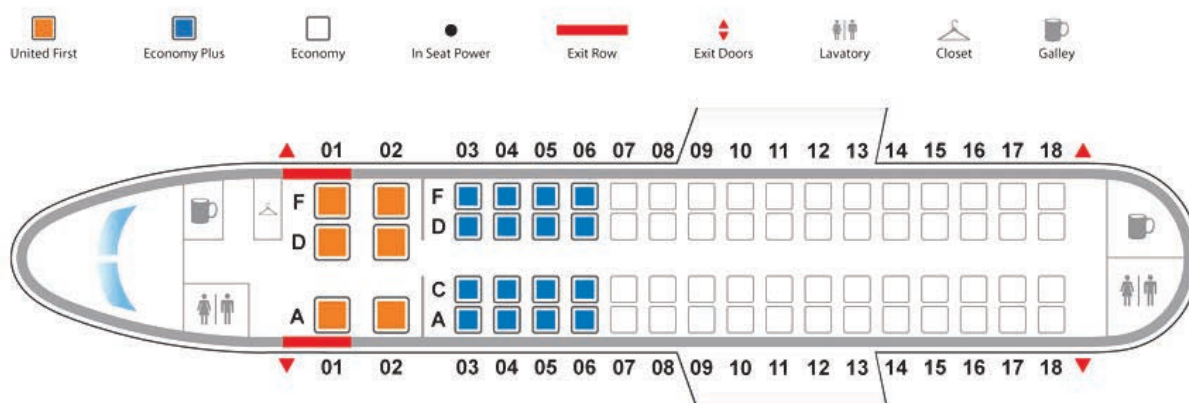 United First Economy Plus Economy In Seat Power Exit Row Exit Doors Lavatory Closet Galley
01 02 03 04 05 06 07 08 09 10 11 12 13 14 15 16 17 18
F F
D D
C
A A
01 02 03 04 05 06 07 08 09 10 11 12 13 14 15 16 17 18